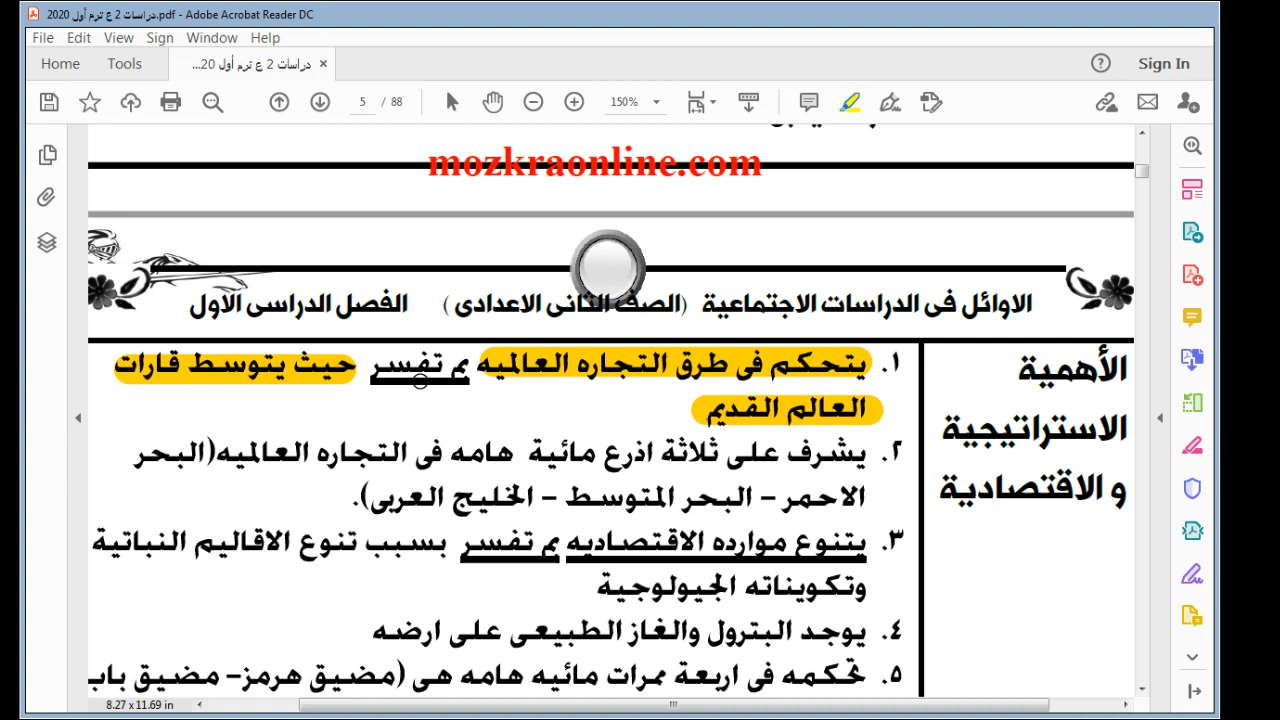 دراسات 2 ع ترم أول 2020.pdf - Adobe Acrobat Reader DC
File Edit View Sign Window Help
Home Tools دراسات 2 ع ترم أول 20... × Sign In
5 / 88 150%
mozkraonline.com
الاوائل فى الدراسات الاجتماعية (الصف الثانى الاعدادى ) الفصل الدراسى الاول
الأهمية
الاستراتيجية
و الاقتصادية
١. يتحكم فى طرق التجاره العالميه بم تفسر حيث يتوسط قارات
العالم القديم
٢. يشرف على ثلاثة اذرع مائية هامه فى التجاره العالميه(البحر
الاحمر – البحر المتوسط – الخليج العربى).
٣. يتنوع موارده الاقتصاديه بم تفسر بسبب تنوع الاقاليم النباتية
وتكويناته الجيولوجية
٤. يوجد البترول والغاز الطبيعى على ارضه
٥. تحكمه فى اربعة ممرات مائيه هامه هى (مضيق هرمز– مضيق باب
8.27 x 11.69 in